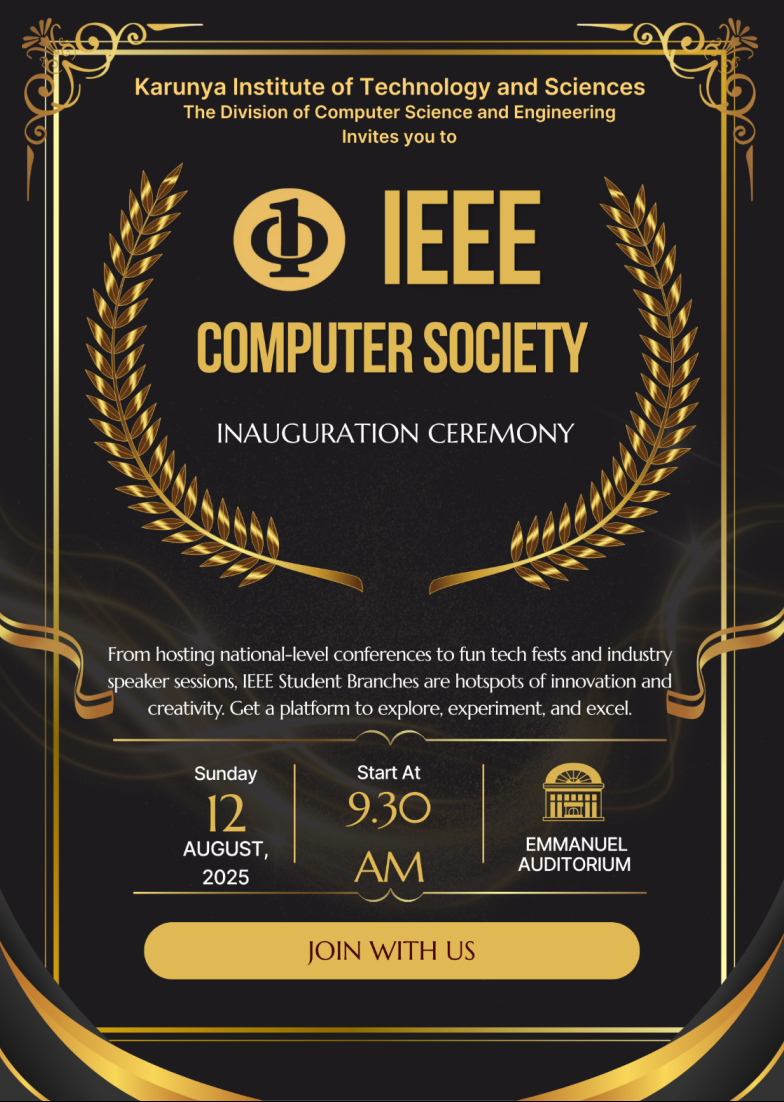 Karunya Institute of Technology and Sciences
The Division of Computer Science and Engineering
Invites you to
IEEE
COMPUTER SOCIETY
INAUGURATION CEREMONY
From hosting national-level conferences to fun tech fests and industry
speaker sessions, IEEE Student Branches are hotspots of innovation and
creativity. Get a platform to explore, experiment, and excel.
Sunday
12
AUGUST,
2025
Start At
9.30
AM
EMMANUEL
AUDITORIUM
JOIN WITH US